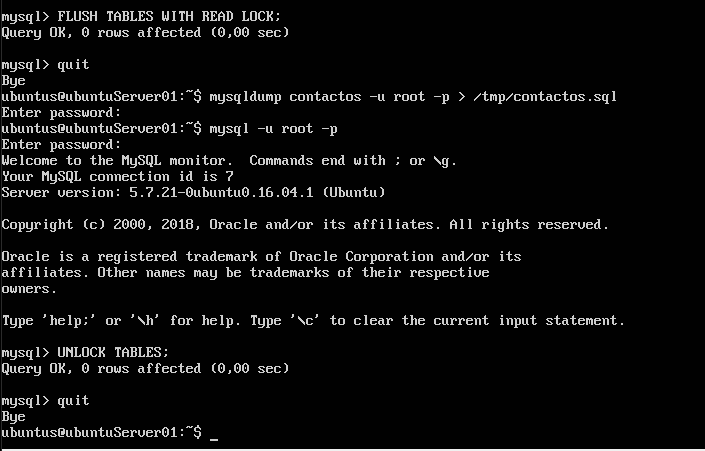 mysql> FLUSH TABLES WITH READ LOCK;
Query OK, 0 rows affected (0,00 sec)
mysql> quit
Bye
ubuntus@ubuntuServer01:~$ mysqldump contactos -u root -p > /tmp/contactos.sql
Enter password:
ubuntus@ubuntuServer01:~$ mysql -u root -p
Enter password:
Welcome to the MySQL monitor.  Commands end with ; or \g.
Your MySQL connection id is 7
Server version: 5.7.21-0ubuntu0.16.04.1 (Ubuntu)
Copyright (c) 2000, 2018, Oracle and/or its affiliates. All rights reserved.
Oracle is a registered trademark of Oracle Corporation and/or its
affiliates. Other names may be trademarks of their respective
owners.
Type 'help;' or '\h' for help. Type '\c' to clear the current input statement.
mysql> UNLOCK TABLES;
Query OK, 0 rows affected (0,00 sec)
mysql> quit
Bye
ubuntus@ubuntuServer01:~$ _